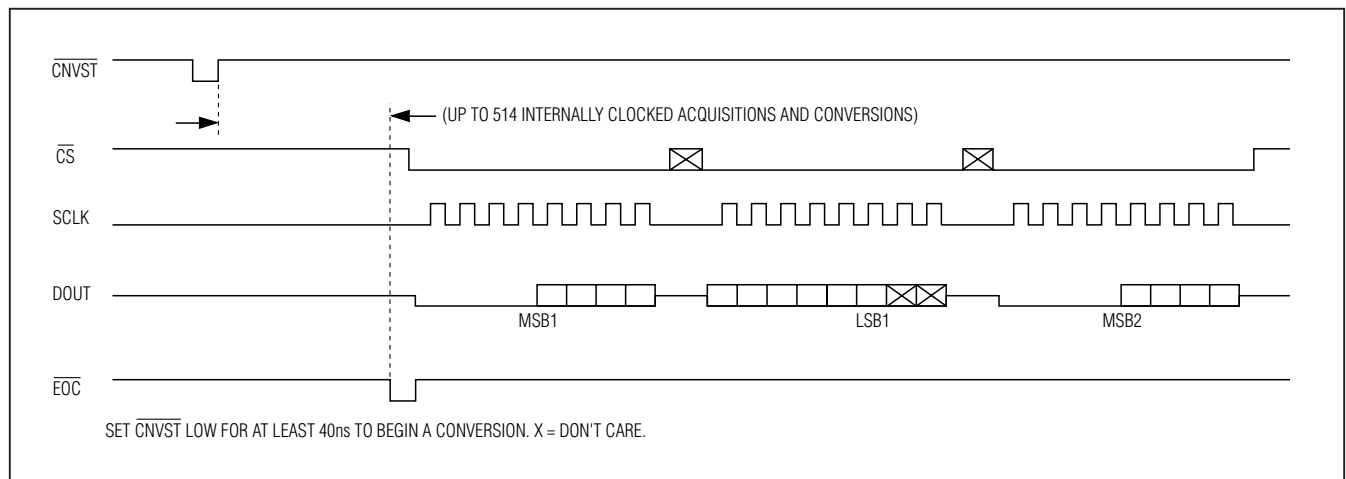 CNVST
(UP TO 514 INTERNALLY CLOCKED ACQUISITIONS AND CONVERSIONS)
CS
SCLK
DOUT
MSB1 LSB1 MSB2
EOC
SET CNVST LOW FOR AT LEAST 40ns TO BEGIN A CONVERSION. X = DON'T CARE.